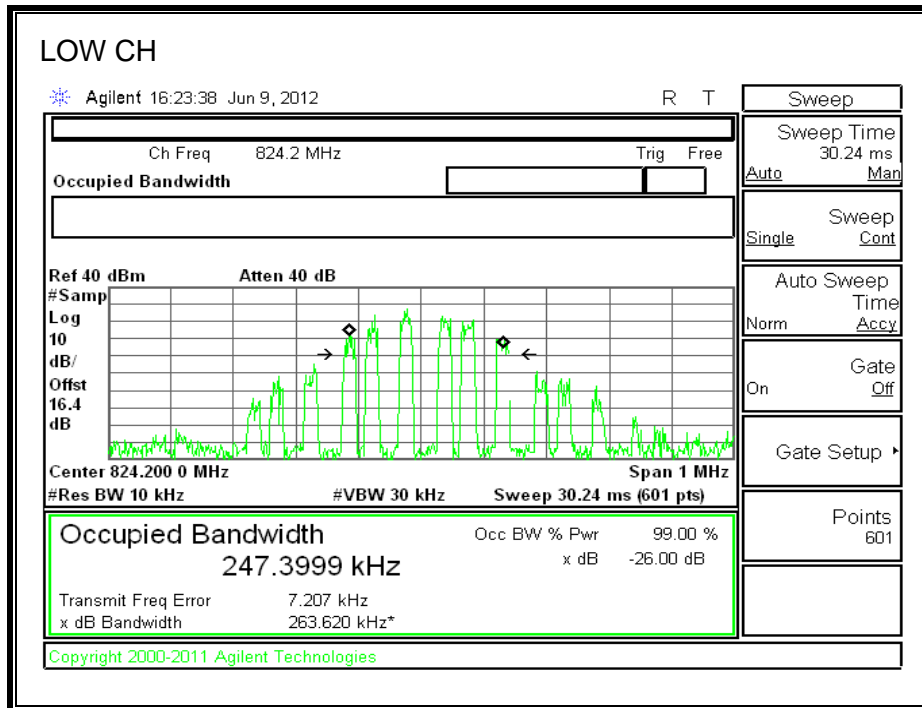 LOW CH
Agilent 16:23:38 Jun 9, 2012 R T
Ch Freq 824.2 MHz Trig Free
Occupied Bandwidth
Ref 40 dBm Atten 40 dB
#Samp
Log
10
dB/
Offst
16.4
dB
Center 824.200 0 MHz Span 1 MHz
#Res BW 10 kHz #VBW 30 kHz Sweep 30.24 ms (601 pts)
Occupied Bandwidth Occ BW % Pwr 99.00 %
247.3999 kHz x dB -26.00 dB
Transmit Freq Error 7.207 kHz
x dB Bandwidth 263.620 kHz*
Copyright 2000-2011 Agilent Technologies
Sweep
Sweep Time
30.24 ms
Auto Man
Sweep
Single Cont
Auto Sweep
Time
Norm Accy
Gate
On Off
Gate Setup
Points
601